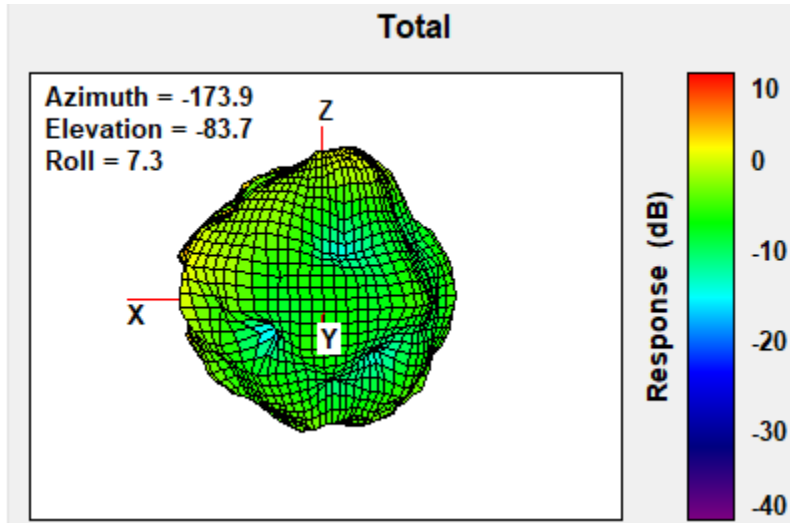 Total
Azimuth = -173.9
Elevation = -83.7
Roll = 7.3
Z
X
Y
Response (dB)
10
0
-10
-20
-30
-40